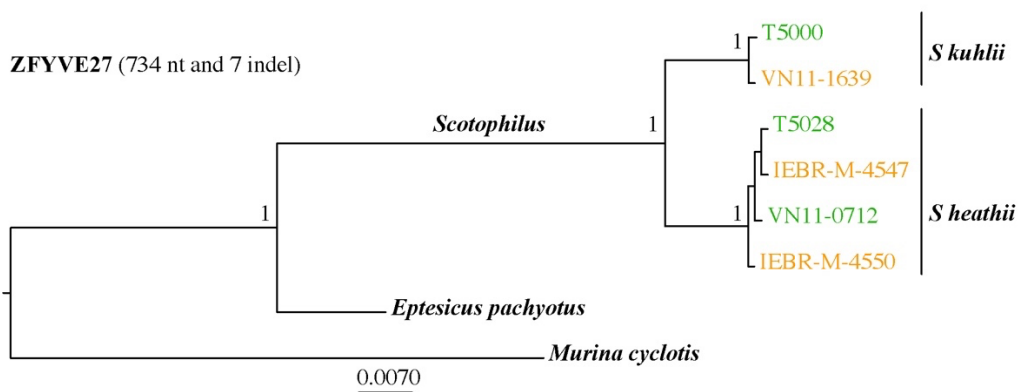 T5000
1
S kuhlii
ZFYVE27 (734 nt and 7 indel)
VN11-1639
Scotophilus
1
T5028
IEBR-M-4547
1
1
VN11-0712
S heathii
IEBR-M-4550
Eptesicus pachyotus
Murina cyclotis
0.0070